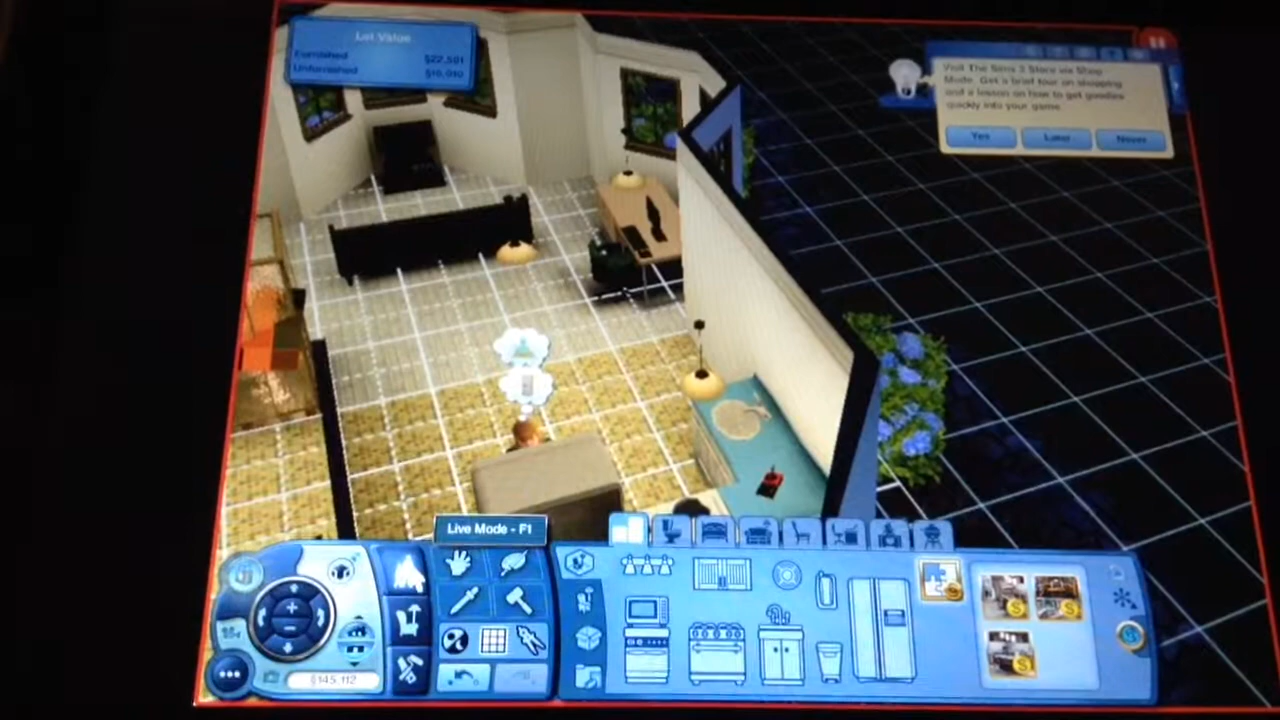 Lot Value
Furnished §22,581
Unfurnished §16,010
Visit The Sims 3 Store via Shop
Mode. Get a brief tour on shopping
and a lesson on how to get goodies
quickly into your game.
Yes Later Never
Live Mode - F1
§145,112